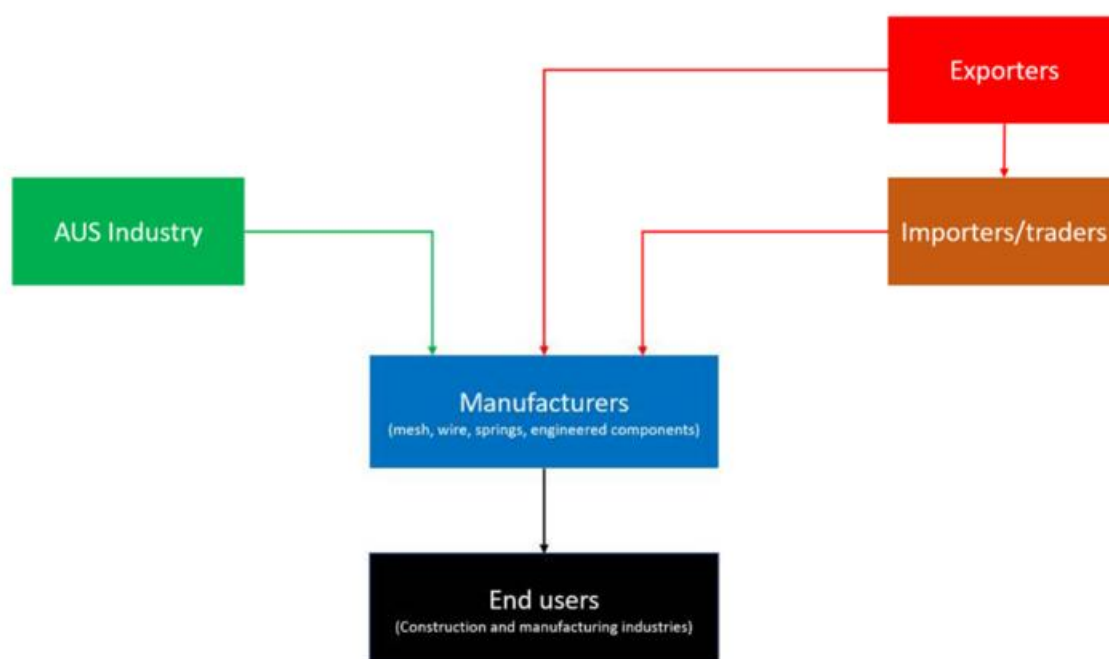 Exporters
AUS Industry
Importers/traders
Manufacturers
(mesh, wire, springs, engineered components)
End users
(Construction and manufacturing industries)